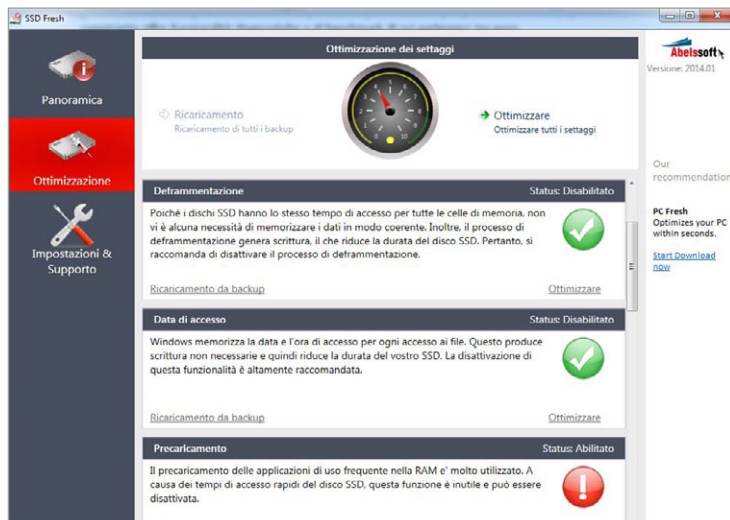 SSD Fresh
Abelssoft
Versione: 2014.01
Panoramica
Ottimizzazione
Impostazioni &
Supporto
Ottimizzazione dei settaggi
Ricaricamento
Ricaricamento di tutti i backup
Ottimizzare
Ottimizzare tutti i settaggi
Deframmentazione Status: Disabilitato
Poiché i dischi SSD hanno lo stesso tempo di accesso per tutte le celle di memoria, non
vi è alcuna necessità di memorizzare i dati in modo coerente. Inoltre, il processo di
deframmentazione genera scrittura, il che riduce la durata del disco SSD. Pertanto, si
raccomanda di disattivare il processo di deframmentazione.
Ricaricamento da backup Ottimizzare
Data di accesso Status: Disabilitato
Windows memorizza la data e l'ora di accesso per ogni accesso ai file. Questo produce
scrittura non necessarie e quindi riduce la durata del vostro SSD. La disattivazione di
questa funzionalità è altamente raccomandata.
Ricaricamento da backup Ottimizzare
Precaricamento Status: Abilitato
Il precaricamento delle applicazioni di uso frequente nella RAM e' molto utilizzato. A
causa dei tempi di accesso rapidi del disco SSD, questa funzione è inutile e può essere
disattivata.
Our
recommendation
PC Fresh
Optimizes your PC
within seconds.
Start Download
now